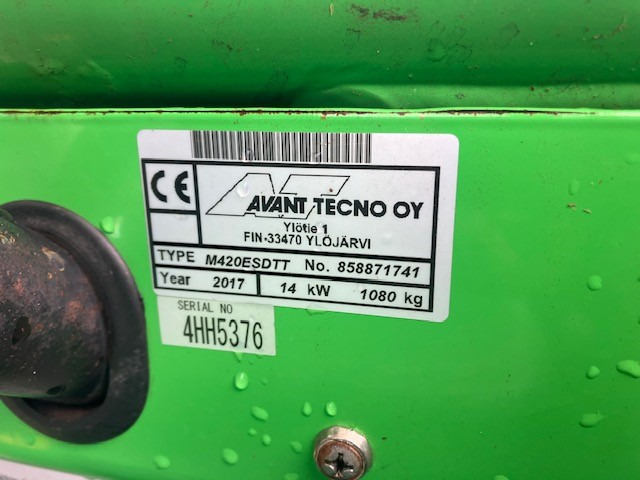 CE
AVANT TECNO OY
Ylötie 1
FIN-33470 YLÖJÄRVI
TYPE M420ESDTT No. 858871741
Year 2017 14 kW 1080 kg
SERIAL NO
4HH5376